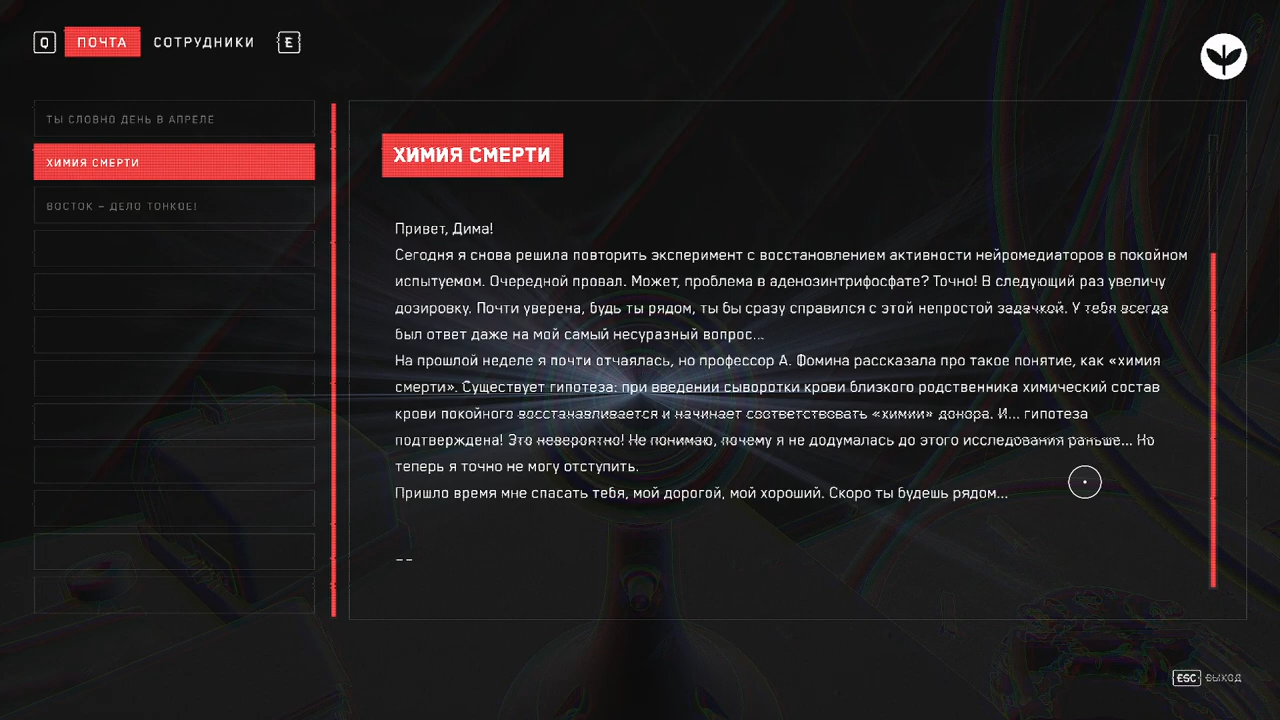 Q ПОЧТА СОТРУДНИКИ E
ТЫ СЛОВНО ДЕНЬ В АПРЕЛЕ
ХИМИЯ СМЕРТИ
ВОСТОК – ДЕЛО ТОНКОЕ!
ХИМИЯ СМЕРТИ
Привет, Дима!
Сегодня я снова решила повторить эксперимент с восстановлением активности нейромедиаторов в покойном
испытуемом. Очередной провал. Может, проблема в аденозинтрифосфате? Точно! В следующий раз увеличу
дозировку. Почти уверена, будь ты рядом, ты бы сразу справился с этой непростой задачкой. У тебя всегда
был ответ даже на мой самый несуразный вопрос...
На прошлой неделе я почти отчаялась, но профессор А. Фомина рассказала про такое понятие, как «химия
смерти». Существует гипотеза: при введении сыворотки крови близкого родственника химический состав
крови покойного восстанавливается и начинает соответствовать «химии» донора. И... гипотеза
подтверждена! Это невероятно! Не понимаю, почему я не додумалась до этого исследования раньше... Но
теперь я точно не могу отступить.
Пришло время мне спасать тебя, мой дорогой, мой хороший. Скоро ты будешь рядом...
--
ESC ВЫХОД